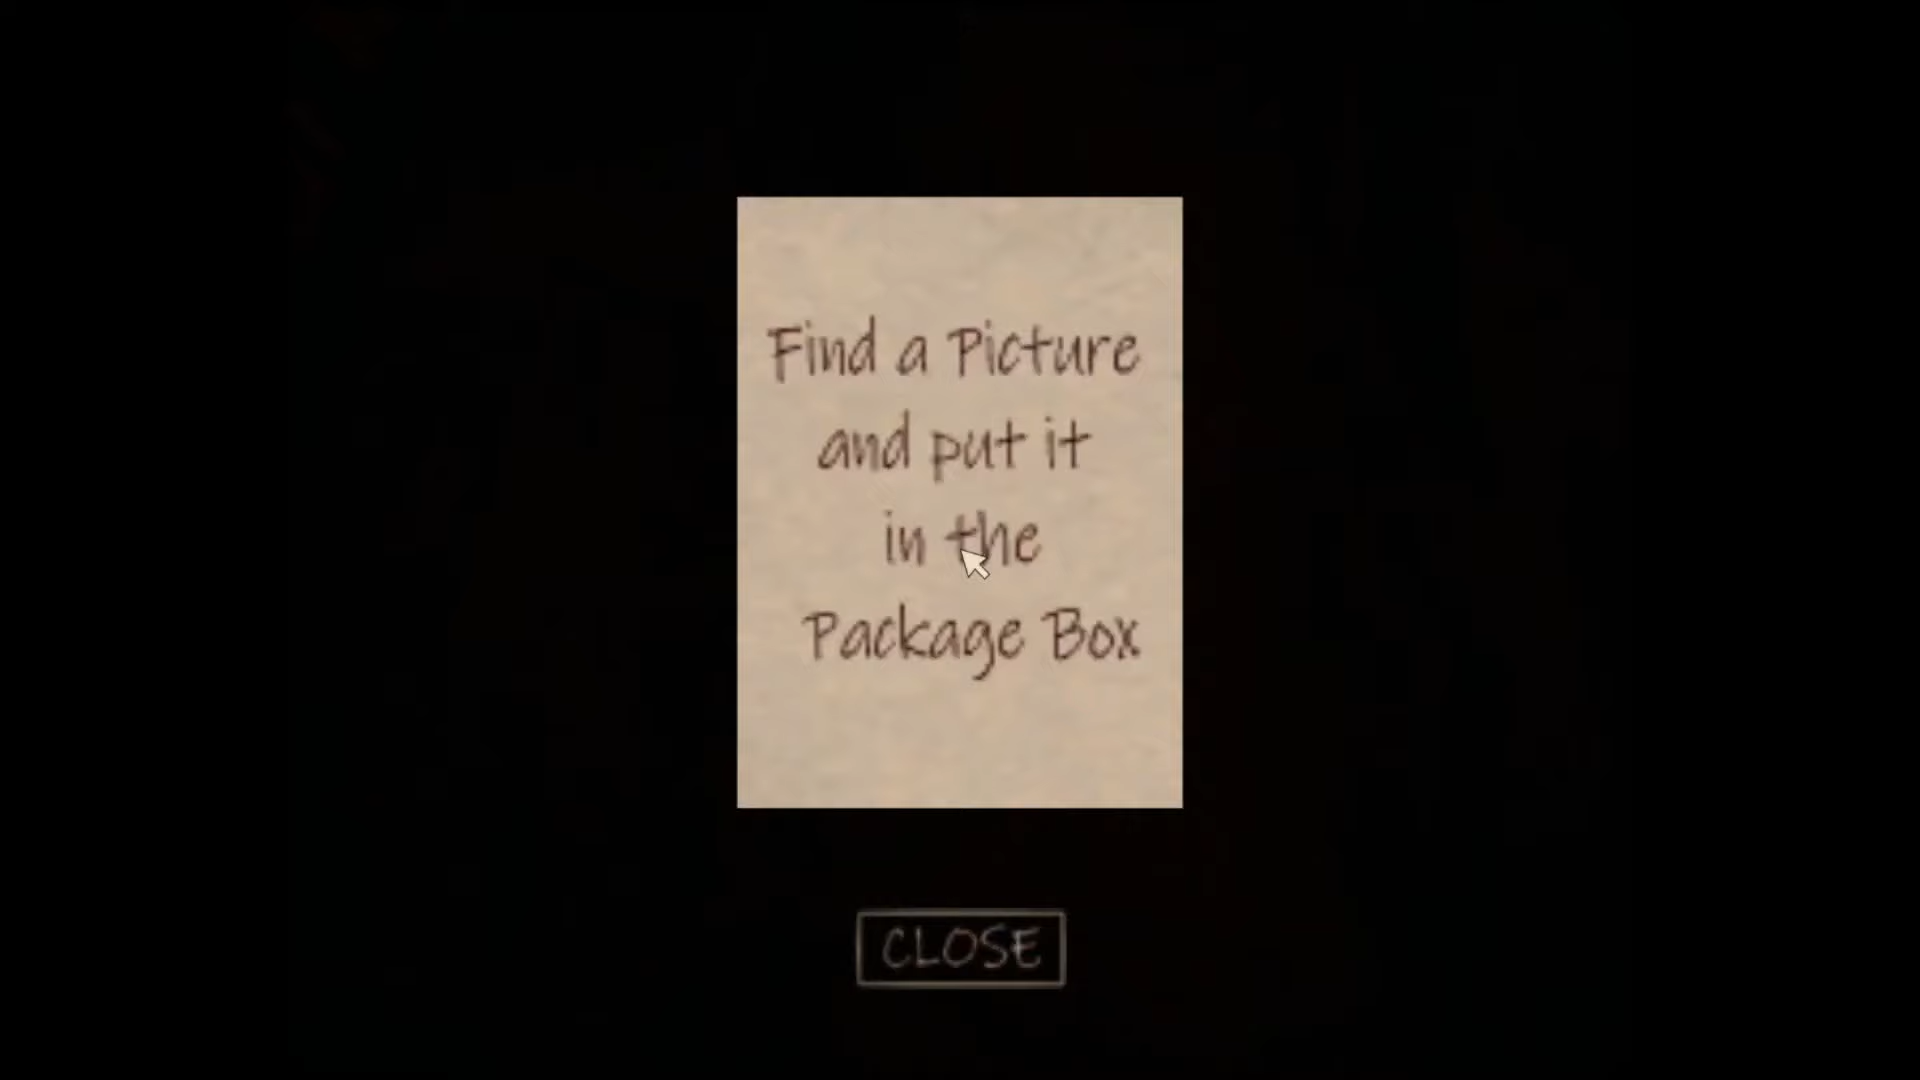 Find a Picture
and put it
in the
Package Box
CLOSE